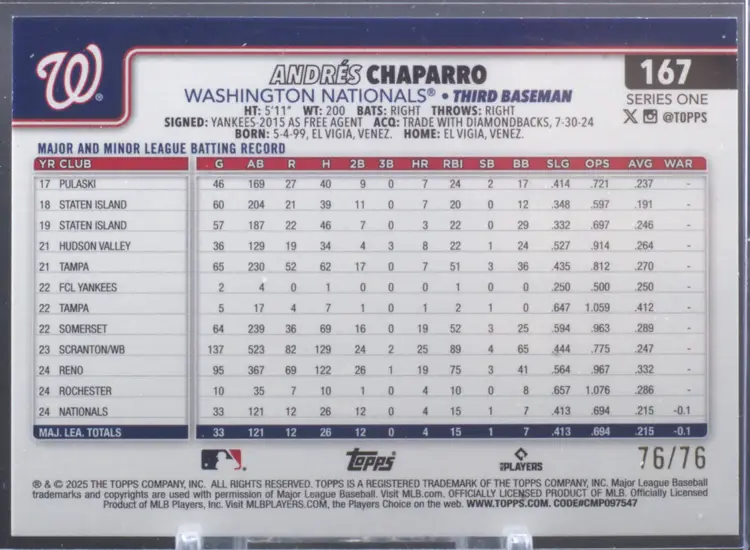 W®
167
ANDRÉS CHAPARRO
WASHINGTON NATIONALS® • THIRD BASEMAN
SERIES ONE
HT: 5'11" WT: 200 BATS: RIGHT THROWS: RIGHT
X @TOPPS
SIGNED: YANKEES-2015 AS FREE AGENT ACQ: TRADE WITH DIAMONDBACKS, 7-30-24
BORN: 5-4-99, EL VIGIA, VENEZ. HOME: EL VIGIA, VENEZ.
MAJOR AND MINOR LEAGUE BATTING RECORD
YR CLUB G AB R H 2B 3B HR RBI SB BB SLG OPS AVG WAR
17 PULASKI 46 169 27 40 9 0 7 24 2 17 .414 .721 .237 -
18 STATEN ISLAND 60 204 21 39 11 0 7 20 0 12 .348 .597 .191 -
19 STATEN ISLAND 57 187 22 46 7 0 3 22 0 29 .332 .697 .246 -
21 HUDSON VALLEY 36 129 19 34 4 3 8 22 1 24 .527 .914 .264 -
21 TAMPA 65 230 52 62 17 0 7 51 3 36 .435 .812 .270 -
22 FCL YANKEES 2 4 0 1 0 0 0 1 0 0 .250 .500 .250 -
22 TAMPA 5 17 4 7 1 0 1 2 1 0 .647 1.059 .412 -
22 SOMERSET 64 239 36 69 16 0 19 52 3 25 .594 .963 .289 -
23 SCRANTON/WB 137 523 82 129 24 2 25 89 4 65 .444 .775 .247 -
24 RENO 95 367 69 122 26 1 19 75 3 41 .564 .967 .332 -
24 ROCHESTER 10 35 7 10 1 0 4 10 0 8 .657 1.076 .286 -
24 NATIONALS 33 121 12 26 12 0 4 15 1 7 .413 .694 .215 -0.1
MAJ. LEA. TOTALS 33 121 12 26 12 0 4 15 1 7 .413 .694 .215 -0.1
topps
PLAYERS
76/76
® & © 2025 THE TOPPS COMPANY, INC. ALL RIGHTS RESERVED. TOPPS IS A REGISTERED TRADEMARK OF THE TOPPS COMPANY, INC. Major League Baseball
trademarks and copyrights are used with permission of Major League Baseball. Visit MLB.com. OFFICIALLY LICENSED PRODUCT OF MLB. Officially Licensed
Product of MLB Players, Inc. Visit MLBPLAYERS.COM, the Players Choice on the web. WWW.TOPPS.COM. CODE#CMP097547